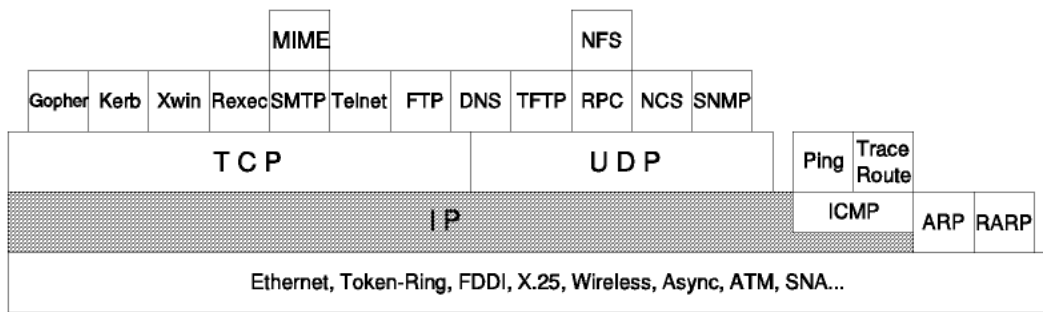 MIME NFS
Gopher Kerb Xwin Rexec SMTP Telnet FTP DNS TFTP RPC NCS SNMP
TCP UDP Ping Trace
Route
IP ICMP ARP RARP
Ethernet, Token-Ring, FDDI, X.25, Wireless, Async, ATM, SNA...